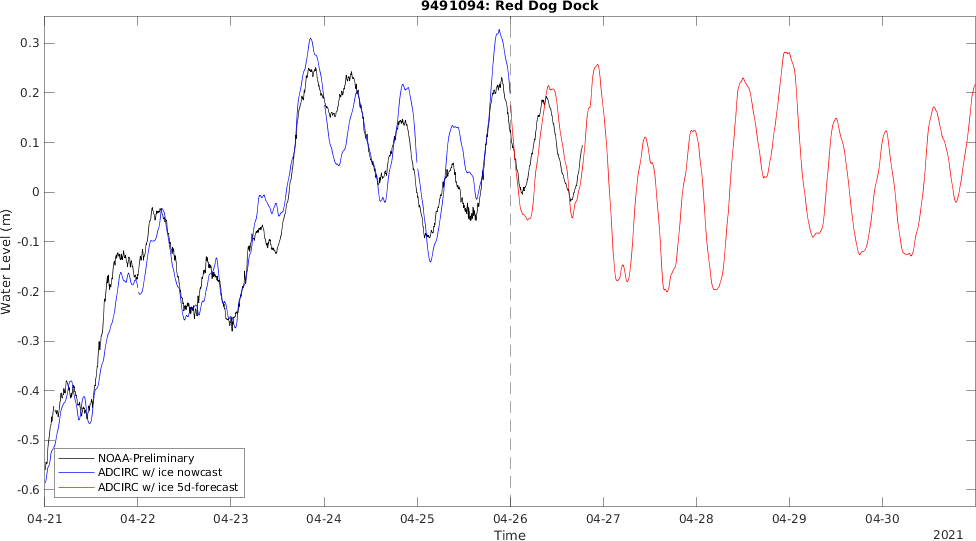 9491094: Red Dog Dock
Water Level (m)
0.3
0.2
0.1
0
-0.1
-0.2
-0.3
-0.4
-0.5
-0.6
NOAA-Preliminary
ADCIRC w/ ice nowcast
ADCIRC w/ ice 5d-forecast
04-21 04-22 04-23 04-24 04-25 04-26 04-27 04-28 04-29 04-30
Time
2021